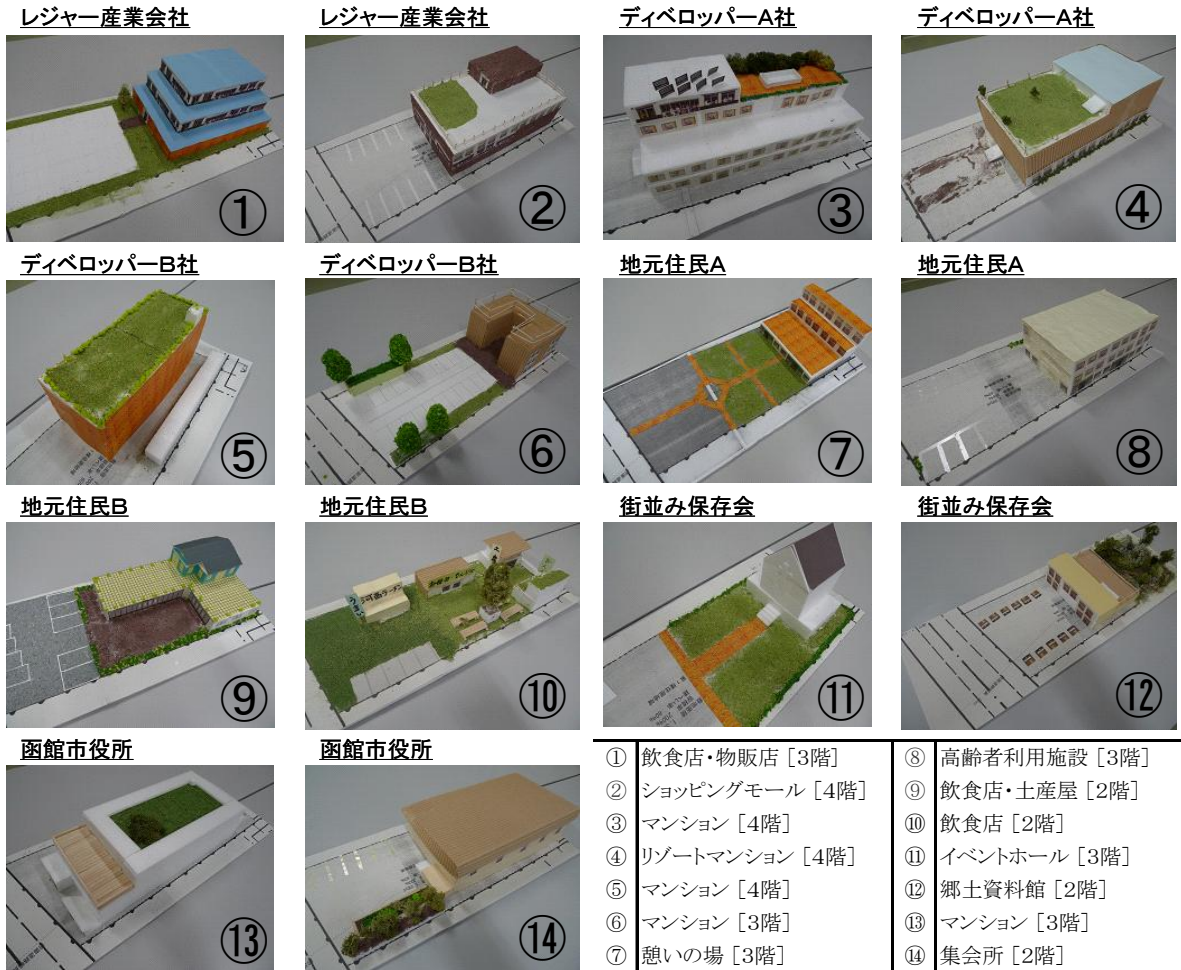 レジャー産業会社
レジャー産業会社
ディベロッパーA社
ディベロッパーA社
①
②
③
④
ディベロッパーB社
ディベロッパーB社
地元住民A
地元住民A
⑤
⑥
⑦
⑧
地元住民B
地元住民B
街並み保存会
街並み保存会
⑨
⑩
⑪
⑫
函館市役所
函館市役所
⑬
⑭
① 飲食店・物販店 [3階]
② ショッピングモール [4階]
③ マンション [4階]
④ リゾートマンション [4階]
⑤ マンション [4階]
⑥ マンション [3階]
⑦ 憩いの場 [3階]
⑧ 高齢者利用施設 [3階]
⑨ 飲食店・土産屋 [2階]
⑩ 飲食店 [2階]
⑪ イベントホール [3階]
⑫ 郷土資料館 [2階]
⑬ マンション [3階]
⑭ 集会所 [2階]